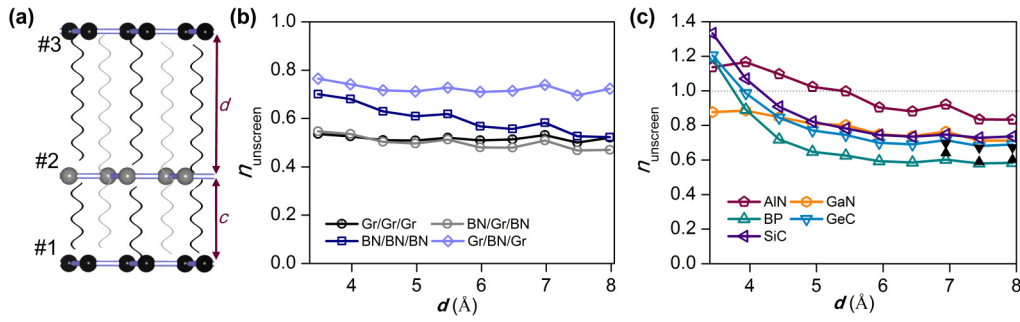 (a)
#3
d
#2
c
#1
(b)
1.0
0.8
0.6
0.4
0.2
0.0
n unscreen
Gr/Gr/Gr
BN/Gr/BN
BN/BN/BN
Gr/BN/Gr
4
5
6
7
8
d (Å)
(c)
1.4
1.2
1.0
0.8
0.6
0.4
0.2
0.0
n unscreen
AlN
GaN
BP
GeC
SiC
4
5
6
7
8
d (Å)